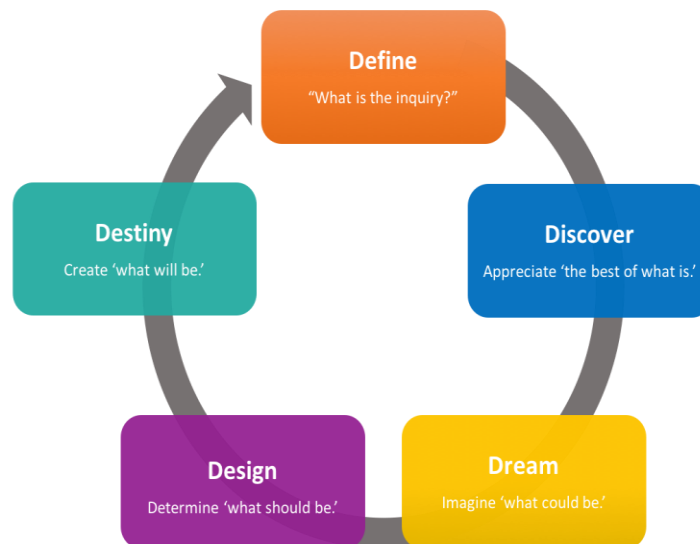 Define
“What is the inquiry?”
Discover
Appreciate ‘the best of what is.’
Dream
Imagine ‘what could be.’
Design
Determine ‘what should be.’
Destiny
Create ‘what will be.’